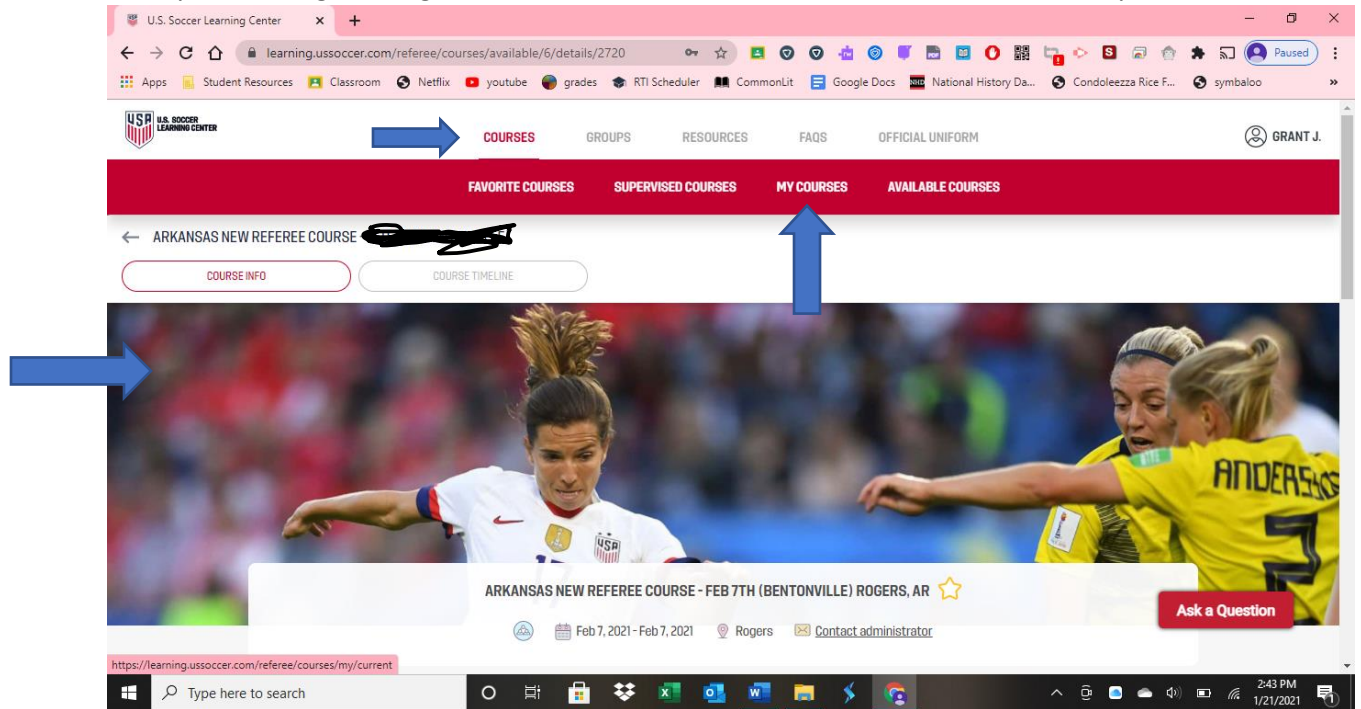 U.S. Soccer Learning Center
learning.ussoccer.com/referee/courses/available/6/details/2720
Paused
Apps Student Resources Classroom Netflix youtube grades RTI Scheduler CommonLit Google Docs National History Da... Condoleezza Rice F... symbaloo »
U.S. SOCCER
LEARNING CENTER
COURSES GROUPS RESOURCES FAQS OFFICIAL UNIFORM GRANT J.
FAVORITE COURSES SUPERVISED COURSES MY COURSES AVAILABLE COURSES
ARKANSAS NEW REFEREE COURSE -
COURSE INFO COURSE TIMELINE
USA
17
ANDERSSON
2
ARKANSAS NEW REFEREE COURSE - FEB 7TH (BENTONVILLE) ROGERS, AR
Feb 7, 2021 - Feb 7, 2021 Rogers Contact administrator
Ask a Question
https://learning.ussoccer.com/referee/courses/my/current
Type here to search
2:43 PM
1/21/2021